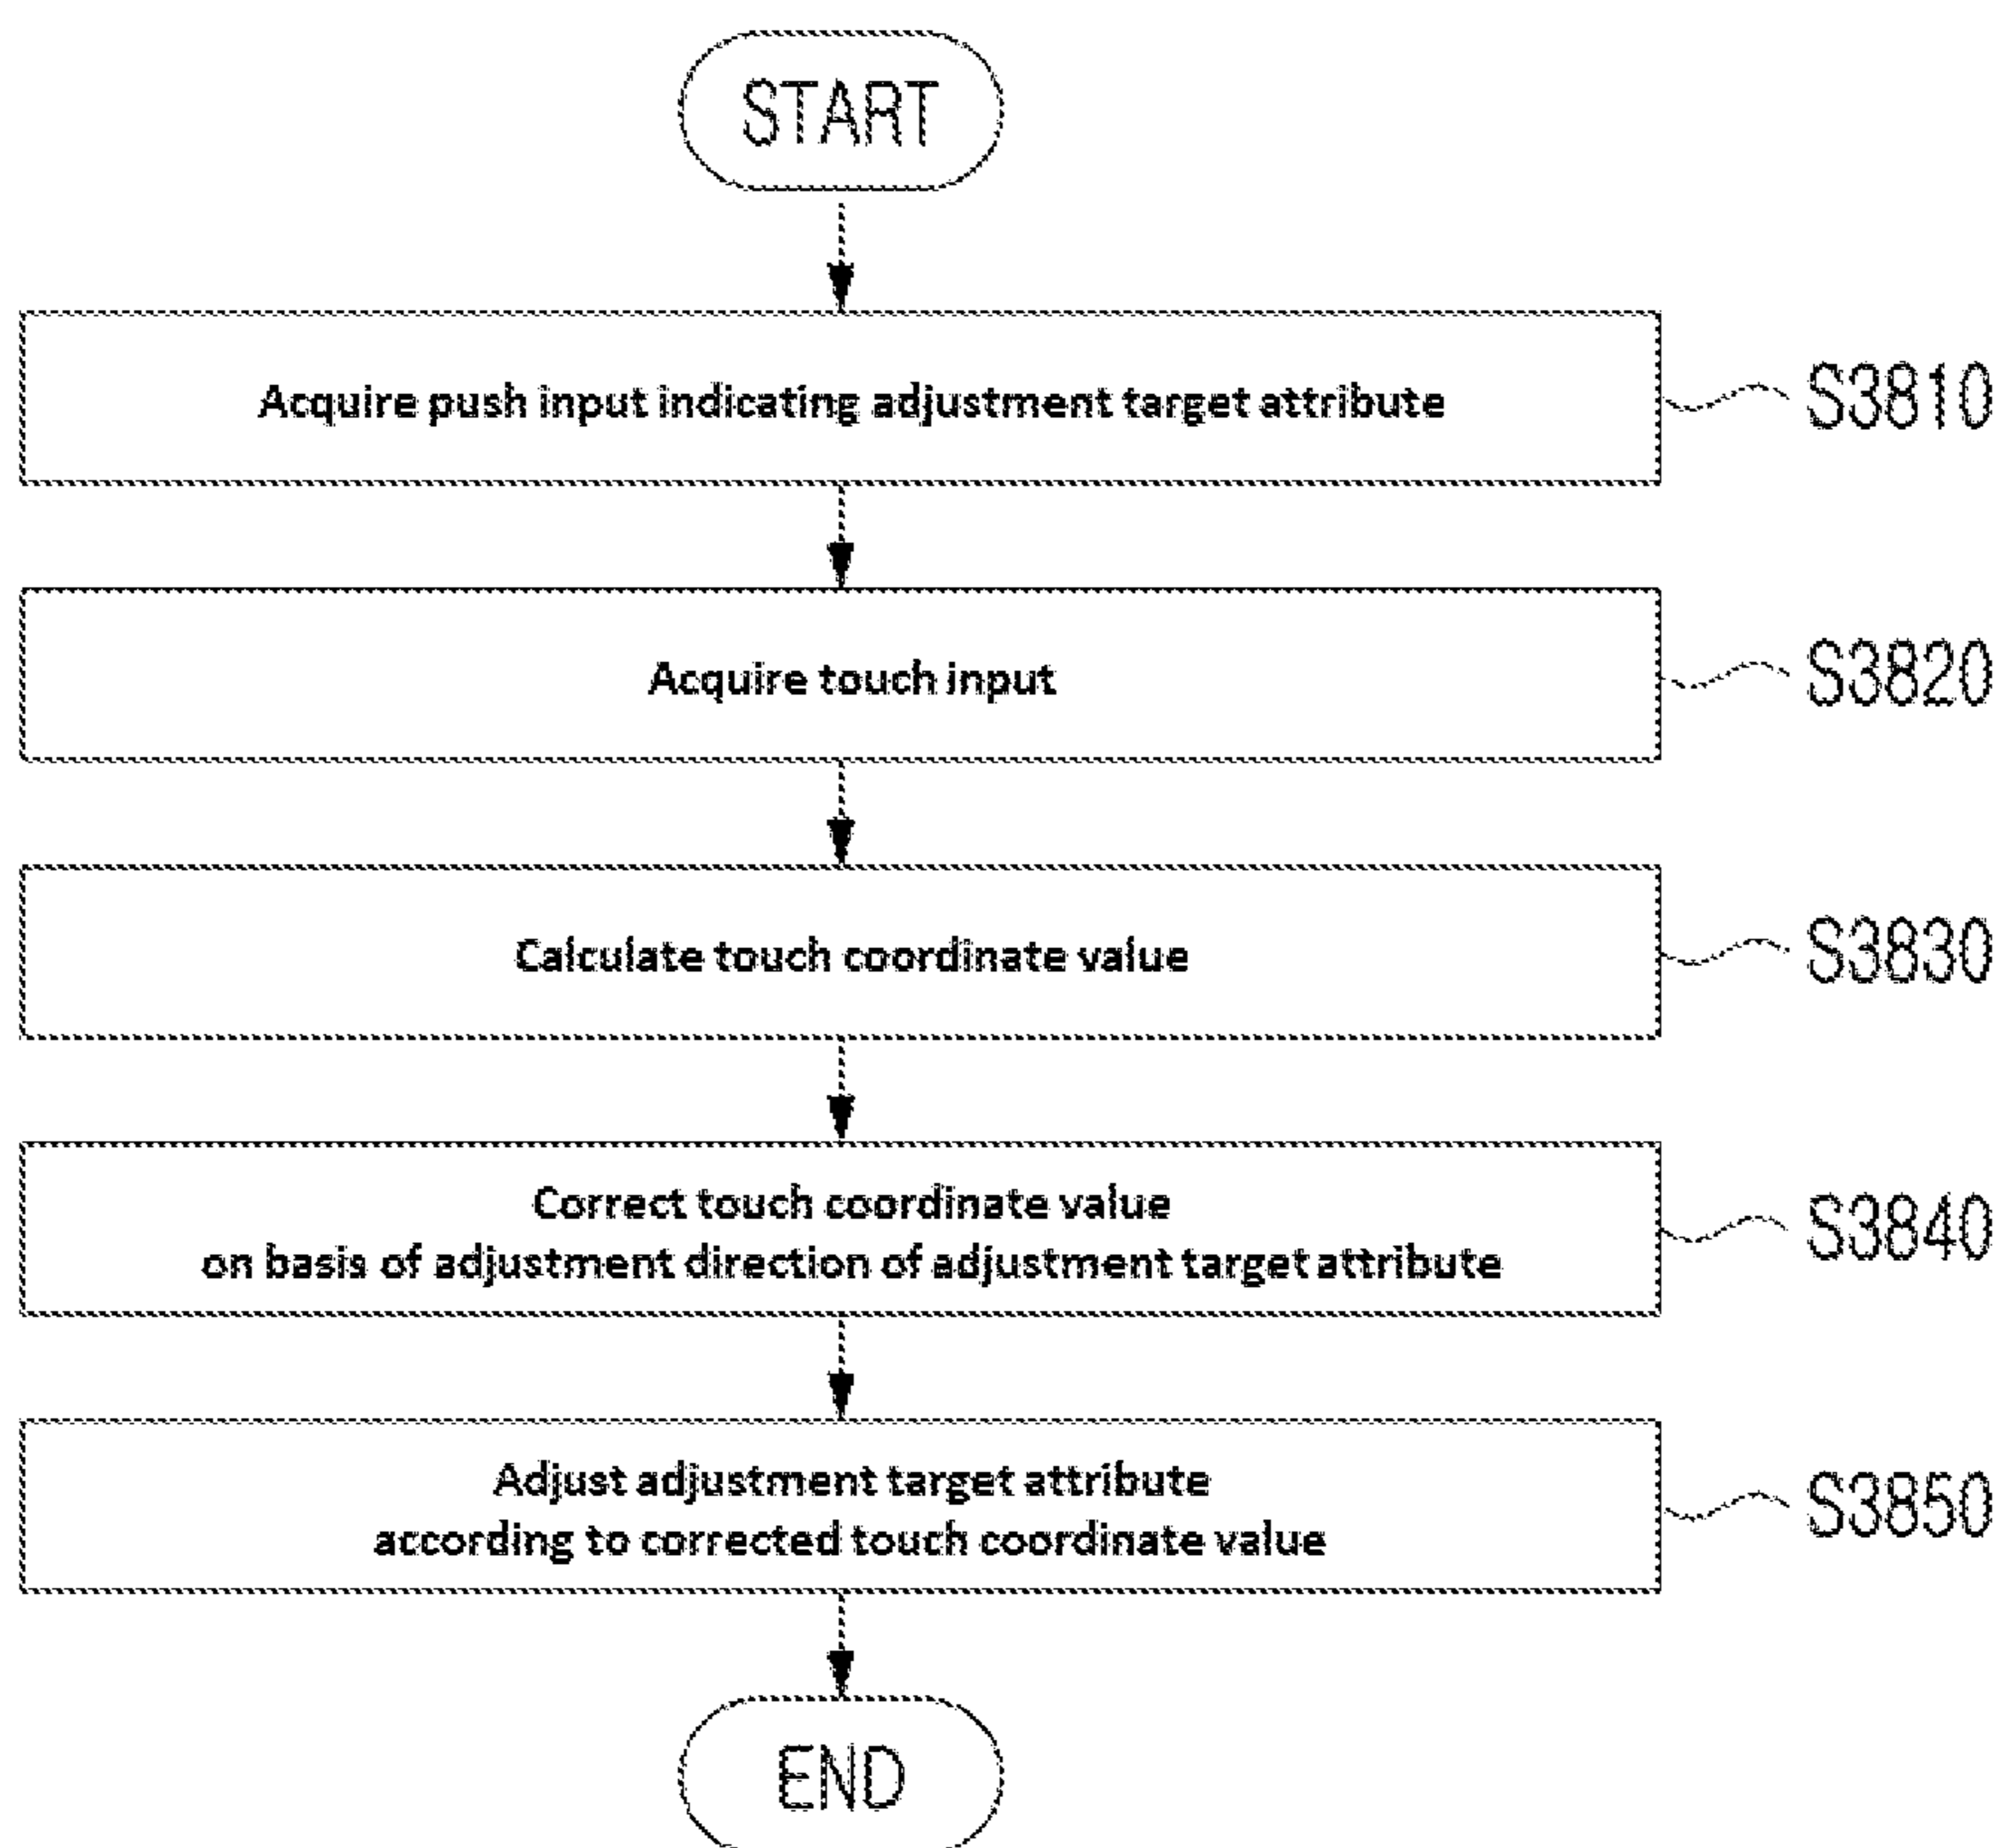 START
Acquire push input indicating adjustment target attribute
S3810
Acquire touch input
S3820
Calculate touch coordinate value
S3830
Correct touch coordinate value
on basis of adjustment direction of adjustment target attribute
S3840
Adjust adjustment target attribute
according to corrected touch coordinate value
S3850
END